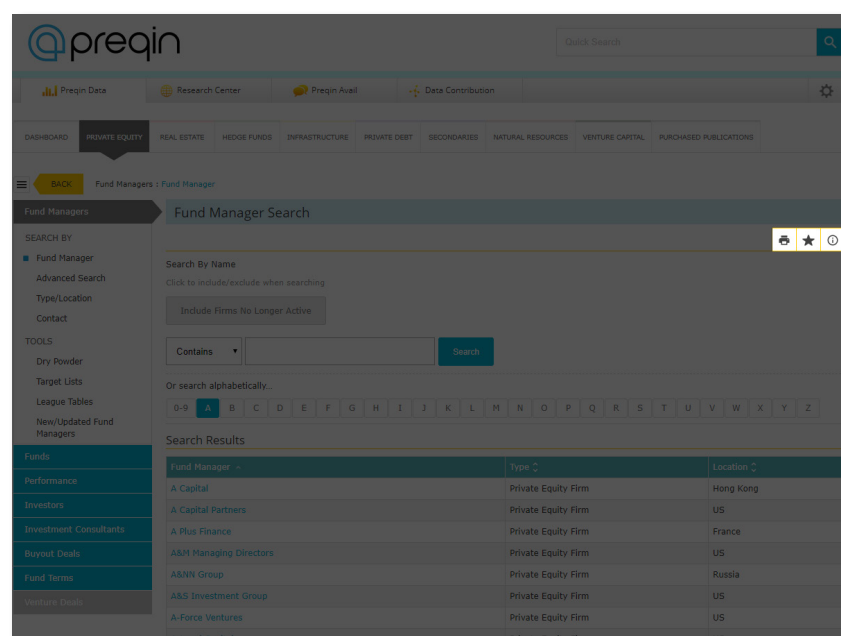 preqin
Quick Search
Preqin Data
Research Center
Preqin Avail
Data Contribution
DASHBOARD
PRIVATE EQUITY
REAL ESTATE
HEDGE FUNDS
INFRASTRUCTURE
PRIVATE DEBT
SECONDARIES
NATURAL RESOURCES
VENTURE CAPITAL
PURCHASED PUBLICATIONS
BACK
Fund Managers : Fund Manager
Fund Managers
Fund Manager Search
SEARCH BY
Fund Manager
Advanced Search
Type/Location
Contact
TOOLS
Dry Powder
Target Lists
League Tables
New/Updated Fund
Managers
Funds
Performance
Investors
Investment Consultants
Buyout Deals
Fund Terms
Venture Deals
Search By Name
Click to include/exclude when searching
Include Firms No Longer Active
Contains
Search
Or search alphabetically...
0-9 A B C D E F G H I J K L M N O P Q R S T U V W X Y Z
Search Results
Fund Manager Type Location
A Capital Private Equity Firm Hong Kong
A Capital Partners Private Equity Firm US
A Plus Finance Private Equity Firm France
A&M Managing Directors Private Equity Firm US
A&NN Group Private Equity Firm Russia
A&S Investment Group Private Equity Firm US
A-Force Ventures Private Equity Firm US